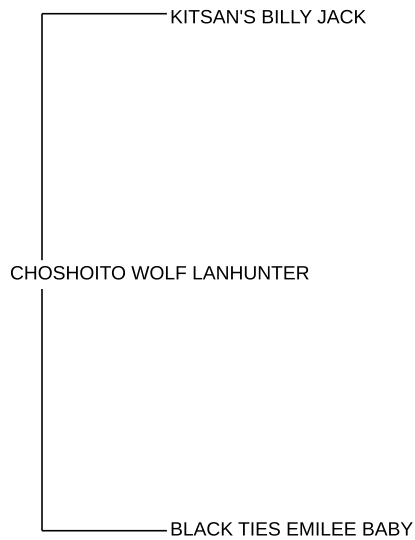 KITSAN'S BILLY JACK
CHOSHOITO WOLF LANHUNTER
BLACK TIES EMILEE BABY